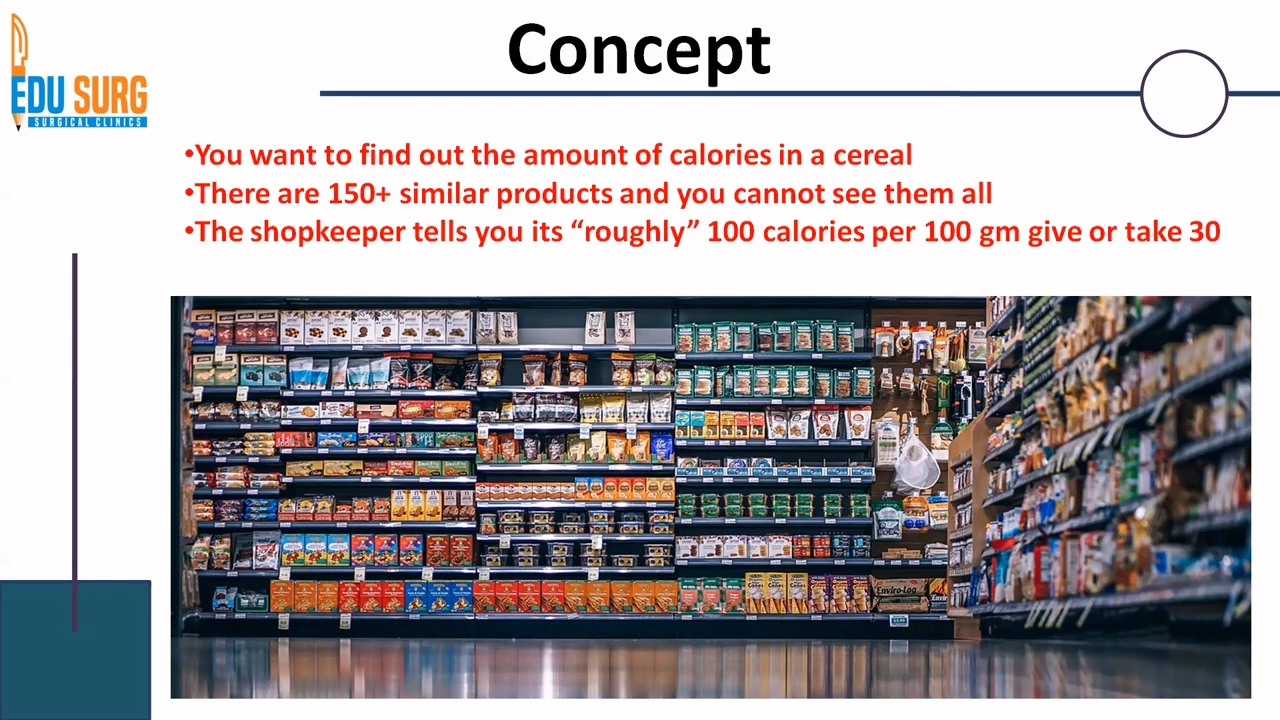 Concept
EDU SURG
SURGICAL CLINICS
•You want to find out the amount of calories in a cereal
•There are 150+ similar products and you cannot see them all
•The shopkeeper tells you its “roughly” 100 calories per 100 gm give or take 30
Enviro-Log